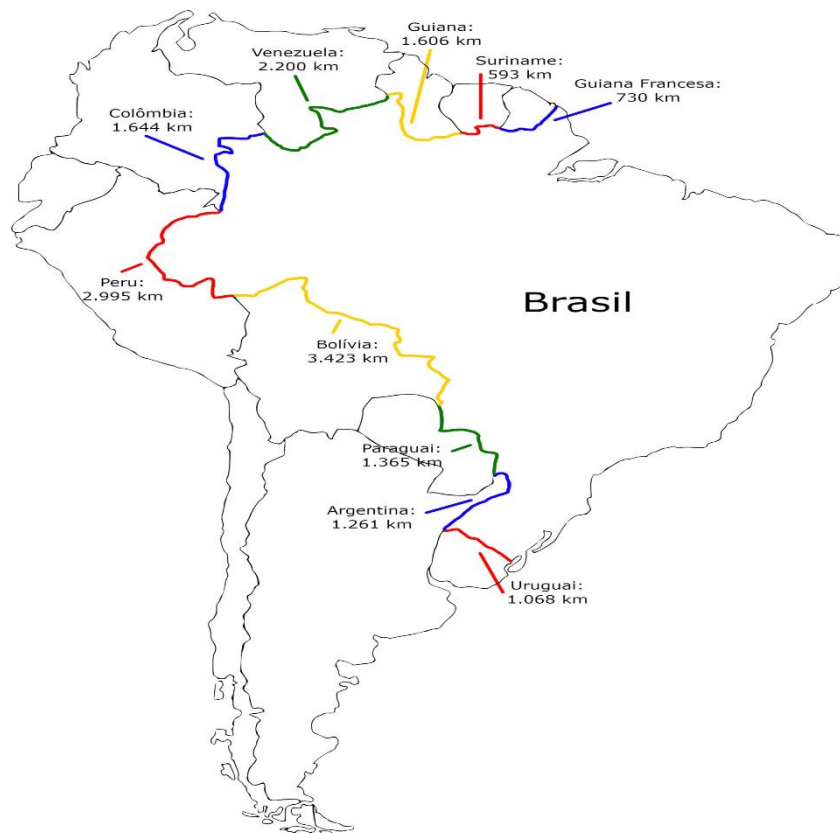 Guiana:
1.606 km
Venezuela:
2.200 km
Suriname:
593 km
Guiana Francesa:
730 km
Colômbia:
1.644 km
Peru:
2.995 km
Brasil
Bolívia:
3.423 km
Paraguai:
1.365 km
Argentina:
1.261 km
Uruguai:
1.068 km